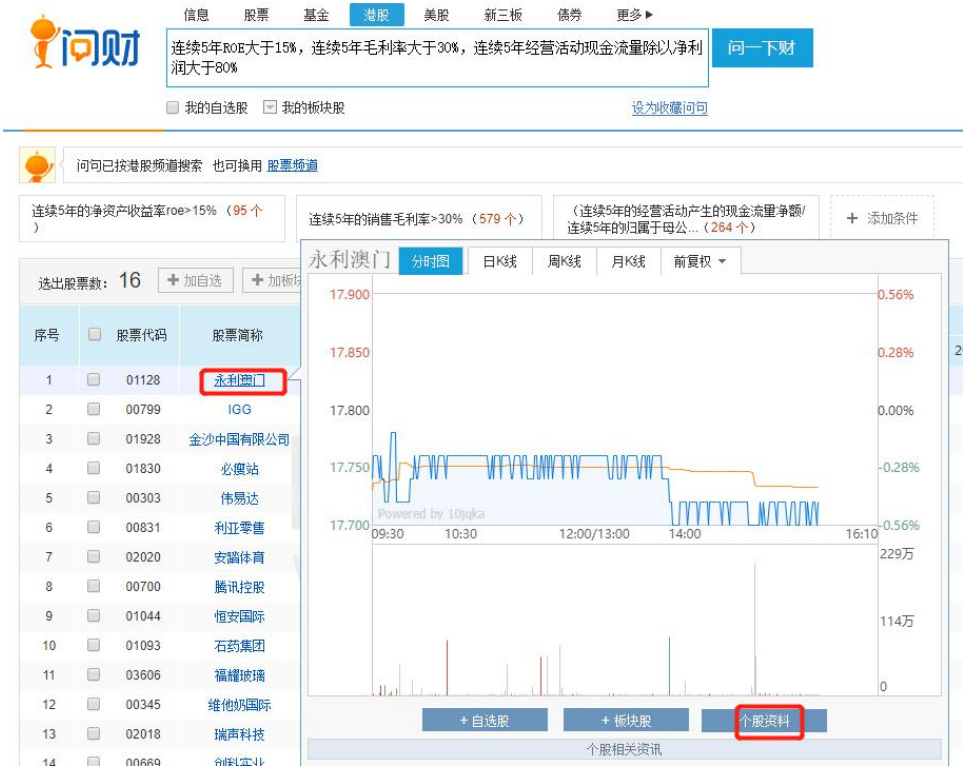 信息 股票 基金 港股 美股 新三板 债券 更多
问财
连续5年ROE大于15%，连续5年毛利率大于30%，连续5年经营活动现金流量除以净利
润大于80%
问一下财
我的自选股 我的板块股 设为收藏问句
问句已按港股频道搜索 也可换用 股票频道
连续5年的净资产收益率roe>15% （95 个
）
连续5年的销售毛利率>30% （579 个）
（连续5年的经营活动产生的现金流量净额/
连续5年的归属于母公...（264 个）
+ 添加条件
选出股票数： 16 +加自选 +加板块
永利澳门 分时图 日K线 周K线 月K线 前复权
序号 股票代码 股票简称
1 01128 永利澳门
2 00799 IGG
3 01928 金沙中国有限公司
4 01830 必瘦站
5 00303 伟易达
6 00831 利亚零售
7 02020 安踏体育
8 00700 腾讯控股
9 01044 恒安国际
10 01093 石药集团
11 03606 福耀玻璃
12 00345 维他奶国际
13 02018 瑞声科技
14 00669 创科实业
17.900 0.56%
17.850 0.28%
17.800 0.00%
17.750 -0.28%
17.700 -0.56%
Powered by 10jqka
09:30 10:30 12:00/13:00 14:00 16:10
229万
114万
0
+自选股 +板块股 个股资料
个股相关资讯